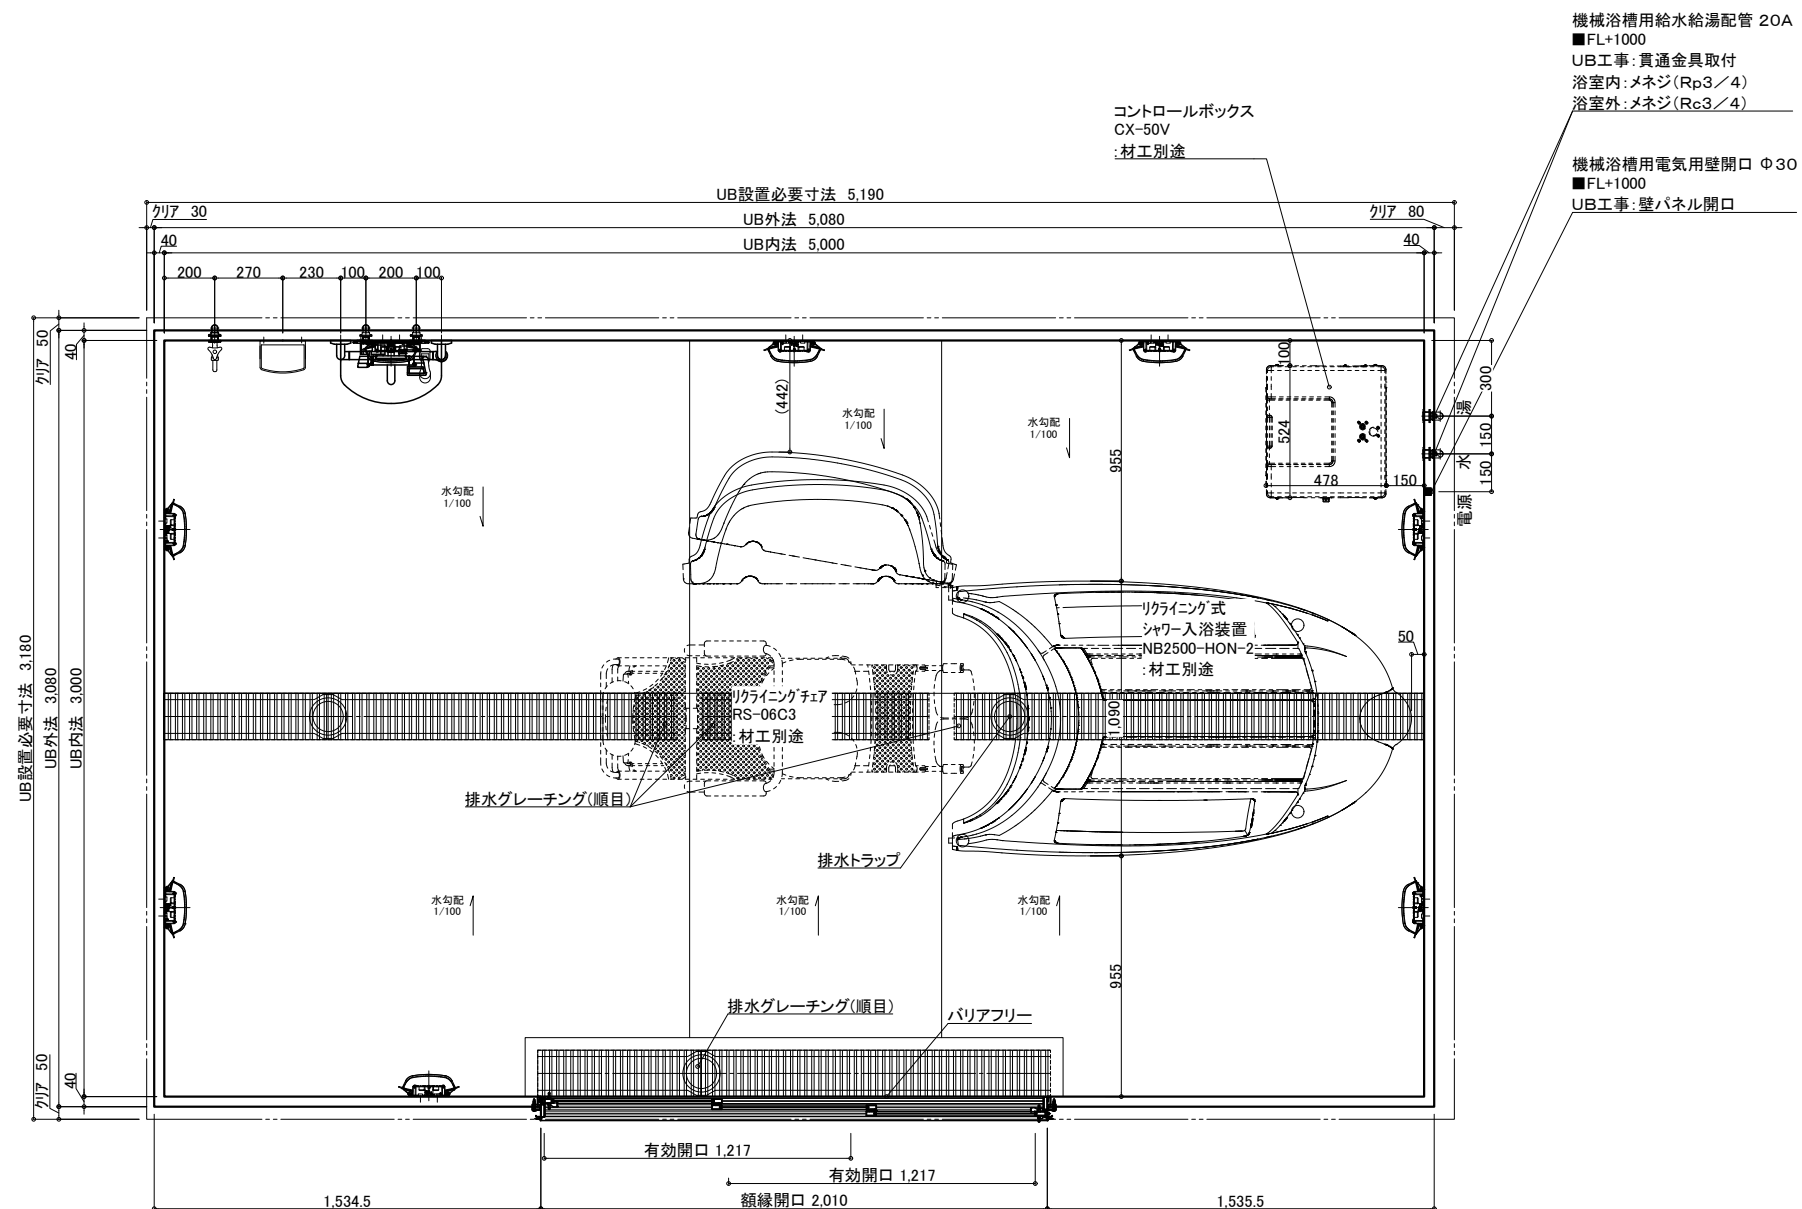 機械浴槽用給水給湯配管 20A
■FL+1000
UB工事:貫通金具取付
浴室内:メネジ(Rp3/4)
浴室外:メネジ(Rc3/4)
コントロールボックス
CX-50V
:材工別途
機械浴槽用電気用壁開口 Φ30
■FL+1000
UB工事:壁パネル開口
UB設置必要寸法 5,190
クリア 30
UB外法 5,080
クリア 80
40
UB内法 5,000
40
200
270
230
100
200
100
クリア 50
40
100
300
(442)
水勾配
1/100
水勾配
1/100
湯
524
955
150
水
478
150
150
水勾配
1/100
電源
リクライニング式
シャワー入浴装置
NB2500-HON-2
:材工別途
50
UB設置必要寸法 3,180
UB外法 3,080
UB内法 3,000
リクライニングチェア
RS-06C3
:材工別途
1,090
排水グレーチング(順目)
排水トラップ
水勾配
1/100
水勾配
1/100
水勾配
1/100
955
排水グレーチング(順目)
バリアフリー
クリア 50
40
有効開口 1,217
有効開口 1,217
1,534.5
額縁開口 2,010
1,535.5